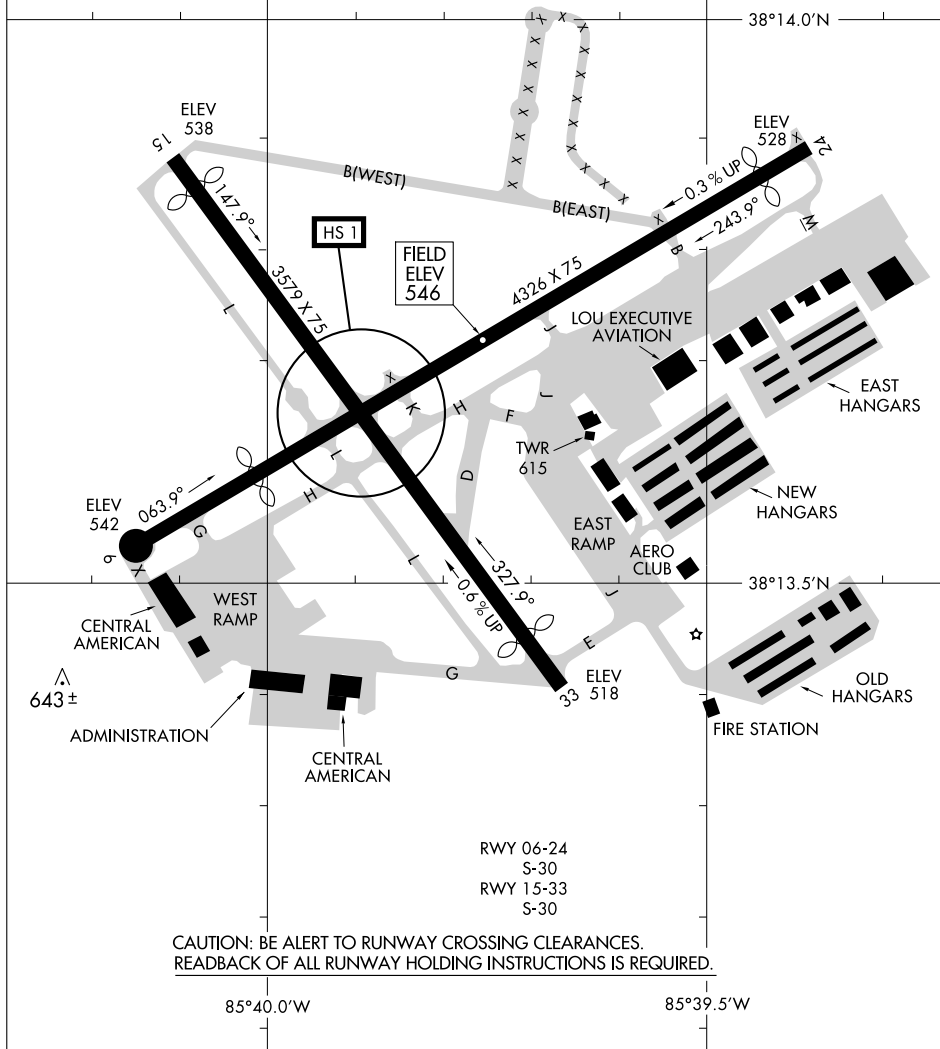 38°14.0'N
ELEV
538
15
ELEV
528
24
X
B(WEST)
B(EAST)
0.3 % UP
243.9°
147.9°
HS 1
FIELD
ELEV
546
B
M
3579 X 75
4326 X 75
LOU EXECUTIVE
AVIATION
L
J
EAST
HANGARS
K
H
F
J
L
TWR
615
D
063.9°
H
ELEV
542
G
NEW
HANGARS
EAST
RAMP
AERO
CLUB
6
X
L
327.9°
0.6 % UP
38°13.5'N
CENTRAL
AMERICAN
WEST
RAMP
J
E
643 ±
G
ELEV
518
33
OLD
HANGARS
ADMINISTRATION
FIRE STATION
CENTRAL
AMERICAN
RWY 06-24
S-30
RWY 15-33
S-30
CAUTION: BE ALERT TO RUNWAY CROSSING CLEARANCES.
READBACK OF ALL RUNWAY HOLDING INSTRUCTIONS IS REQUIRED.
85°40.0'W
85°39.5'W